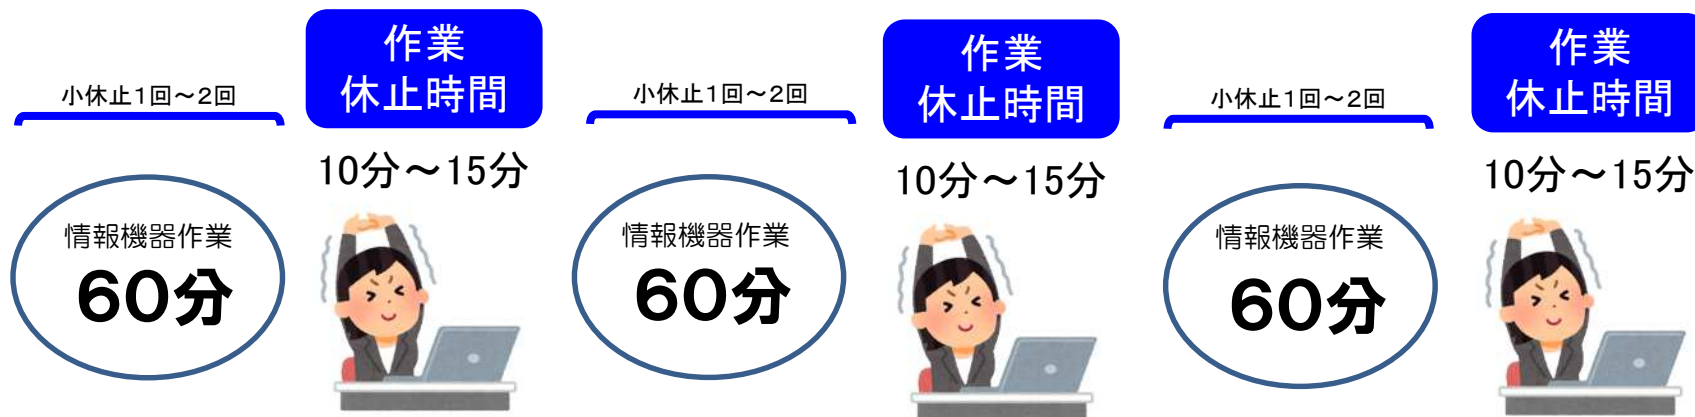 小休止1回～2回
作業
休止時間
10分～15分
情報機器作業
60分
小休止1回～2回
作業
休止時間
10分～15分
情報機器作業
60分
小休止1回～2回
作業
休止時間
10分～15分
情報機器作業
60分